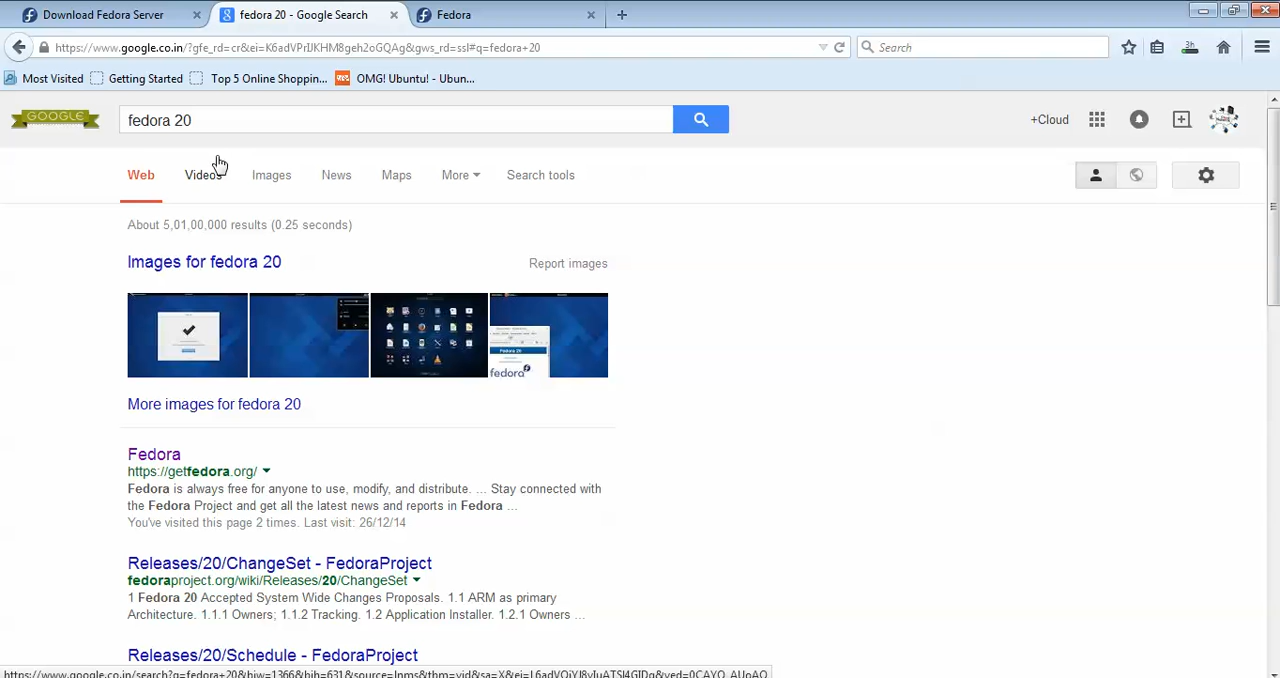 Download Fedora Server
fedora 20 - Google Search
Fedora
https://www.google.co.in/?gfe_rd=cr&ei=K6adVPrIJKHM8geh2oGQAg&gws_rd=ssl#q=fedora+20
Search
3h
Most Visited
Getting Started
Top 5 Online Shoppin...
OMG! Ubuntu! - Ubun...
GOOGLE
fedora 20
+Cloud
Web
Videos
Images
News
Maps
More
Search tools
About 5,01,00,000 results (0.25 seconds)
Images for fedora 20
Report images
Fedora 20
fedora
More images for fedora 20
Fedora
https://getfedora.org/
Fedora is always free for anyone to use, modify, and distribute. ... Stay connected with
the Fedora Project and get all the latest news and reports in Fedora ...
You've visited this page 2 times. Last visit: 26/12/14
Releases/20/ChangeSet - FedoraProject
fedoraproject.org/wiki/Releases/20/ChangeSet
1 Fedora 20 Accepted System Wide Changes Proposals. 1.1 ARM as primary
Architecture. 1.1.1 Owners; 1.1.2 Tracking. 1.2 Application Installer. 1.2.1 Owners ...
Releases/20/Schedule - FedoraProject